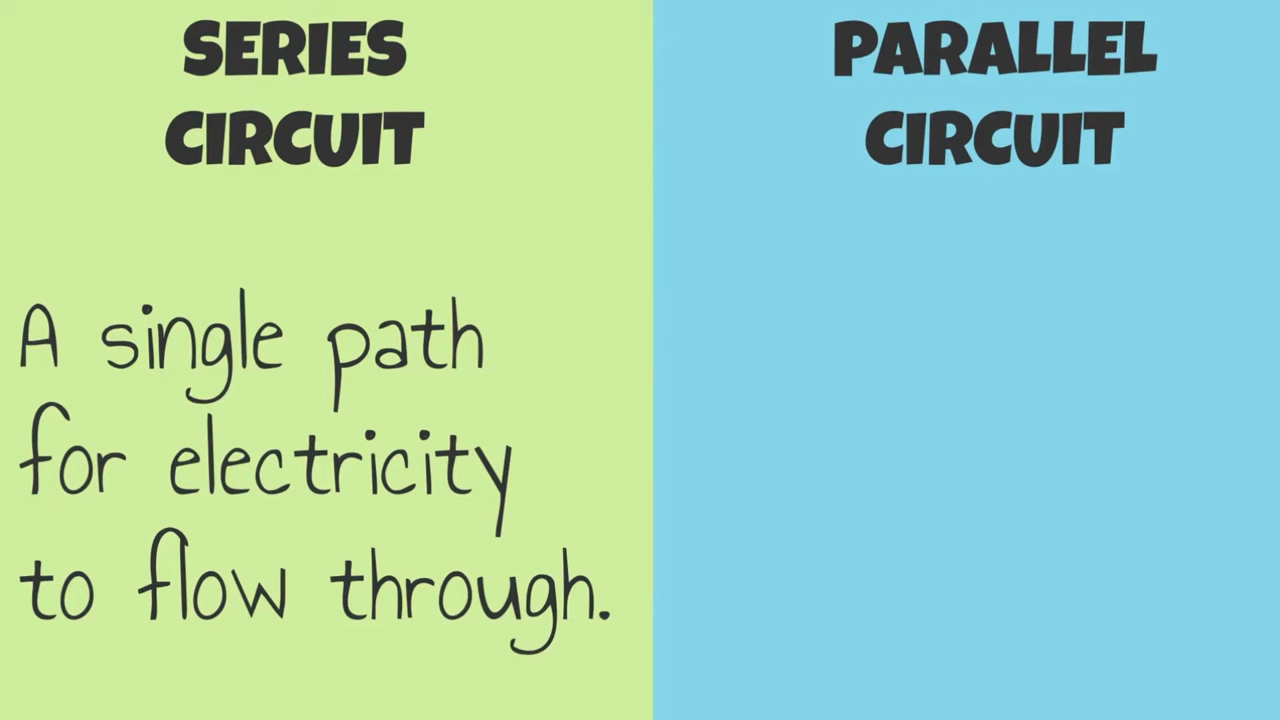 SERIES
CIRCUIT
A single path
for electricity
to flow through.
PARALLEL
CIRCUIT